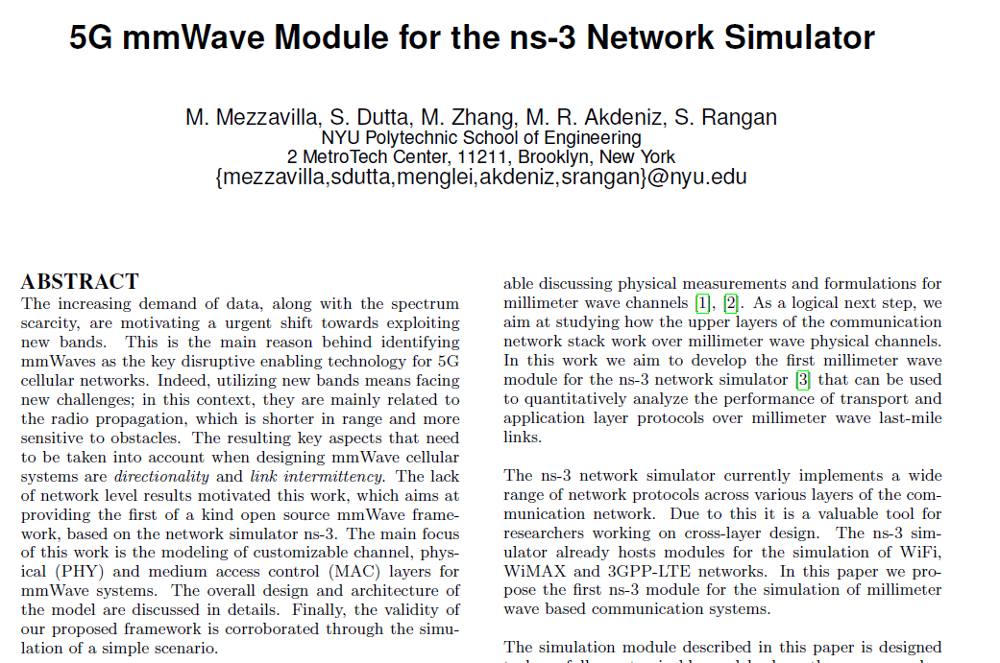 5G mmWave Module for the ns-3 Network Simulator
M. Mezzavilla, S. Dutta, M. Zhang, M. R. Akdeniz, S. Rangan
NYU Polytechnic School of Engineering
2 MetroTech Center, 11211, Brooklyn, New York
{mezzavilla,sdutta,menglei,akdeniz,srangan}@nyu.edu
ABSTRACT
The increasing demand of data, along with the spectrum
scarcity, are motivating a urgent shift towards exploiting
new bands. This is the main reason behind identifying
mmWaves as the key disruptive enabling technology for 5G
cellular networks. Indeed, utilizing new bands means facing
new challenges; in this context, they are mainly related to
the radio propagation, which is shorter in range and more
sensitive to obstacles. The resulting key aspects that need
to be taken into account when designing mmWave cellular
systems are directionality and link intermittency. The lack
of network level results motivated this work, which aims at
providing the first of a kind open source mmWave frame-
work, based on the network simulator ns-3. The main focus
of this work is the modeling of customizable channel, phys-
ical (PHY) and medium access control (MAC) layers for
mmWave systems. The overall design and architecture of
the model are discussed in details. Finally, the validity of
our proposed framework is corroborated through the simu-
lation of a simple scenario.
able discussing physical measurements and formulations for
millimeter wave channels [1], [2]. As a logical next step, we
aim at studying how the upper layers of the communication
network stack work over millimeter wave physical channels.
In this work we aim to develop the first millimeter wave
module for the ns-3 network simulator [3] that can be used
to quantitatively analyze the performance of transport and
application layer protocols over millimeter wave last-mile
links.
The ns-3 network simulator currently implements a wide
range of network protocols across various layers of the com-
munication network. Due to this it is a valuable tool for
researchers working on cross-layer design. The ns-3 sim-
ulator already hosts modules for the simulation of WiFi,
WiMAX and 3GPP-LTE networks. In this paper we pro-
pose the first ns-3 module for the simulation of millimeter
wave based communication systems.
The simulation module described in this paper is designed